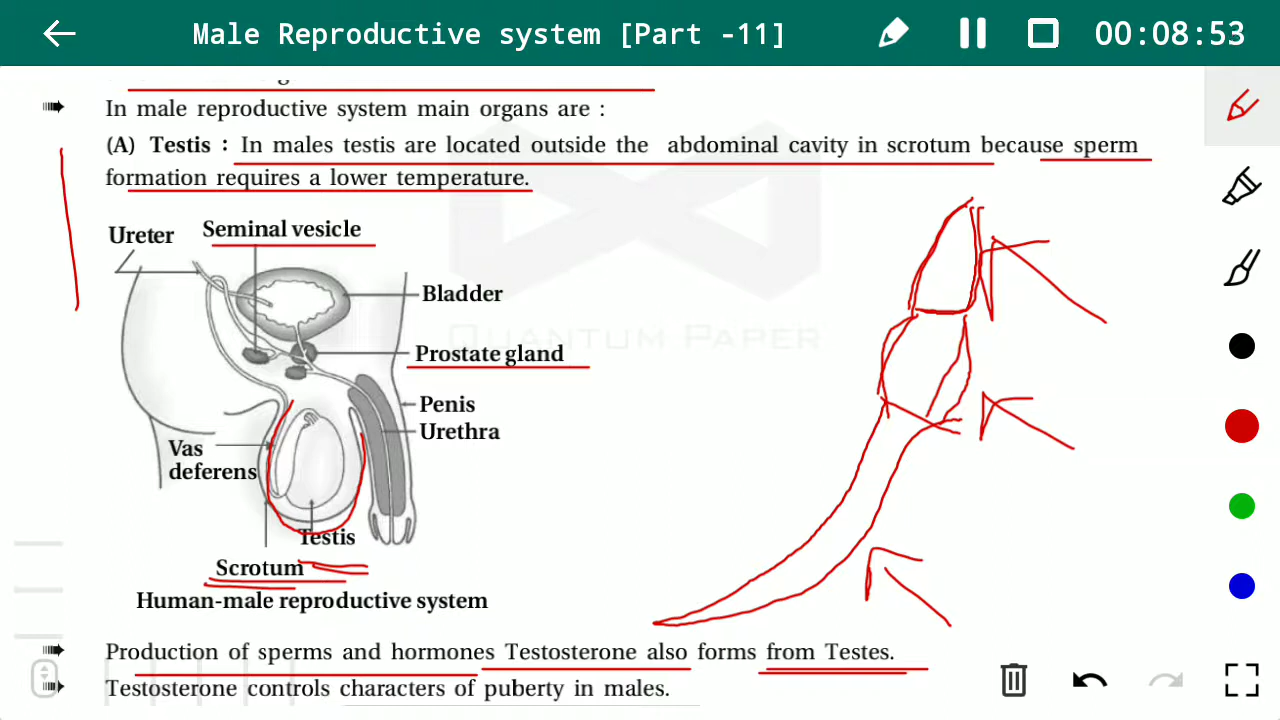 Male Reproductive system [Part -11]
00:08:53
In male reproductive system main organs are :
(A) Testis : In males testis are located outside the abdominal cavity in scrotum because sperm
formation requires a lower temperature.
Ureter
Seminal vesicle
Bladder
Prostate gland
Penis
Urethra
Vas
deferens
Testis
Scrotum
Human-male reproductive system
QUANTUM PAPER
Production of sperms and hormones Testosterone also forms from Testes.
Testosterone controls characters of puberty in males.